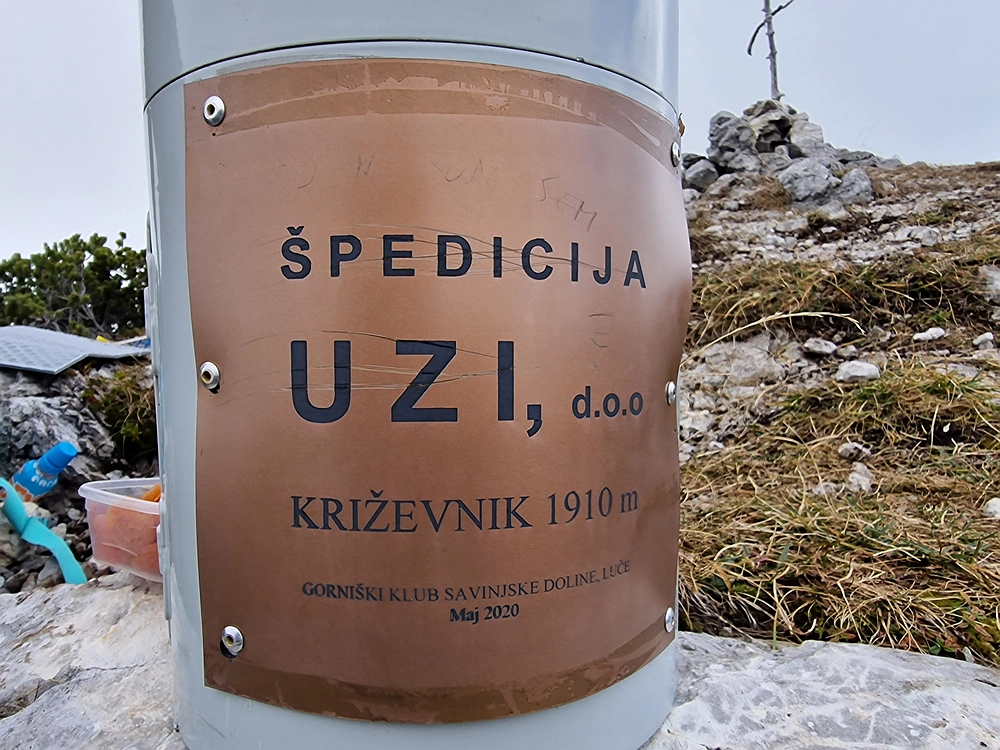 ŠPEDICIJA
UZI, d.o.o
KRIŽEVNIK 1910 m
GORNIŠKI KLUB SAVINJSKE DOLINE, LUČE
Maj 2020